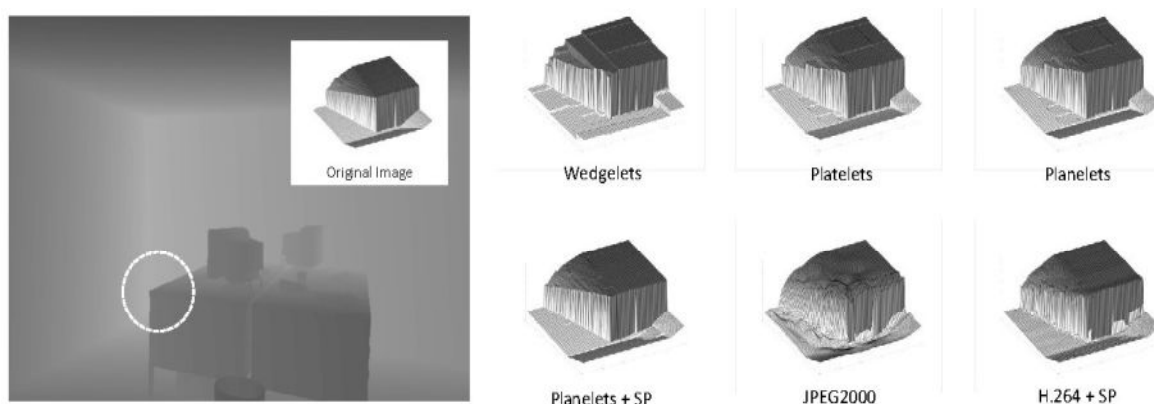 Original Image
Wedgelets
Platelets
Planelets
Planelets + SP
JPEG2000
H.264 + SP